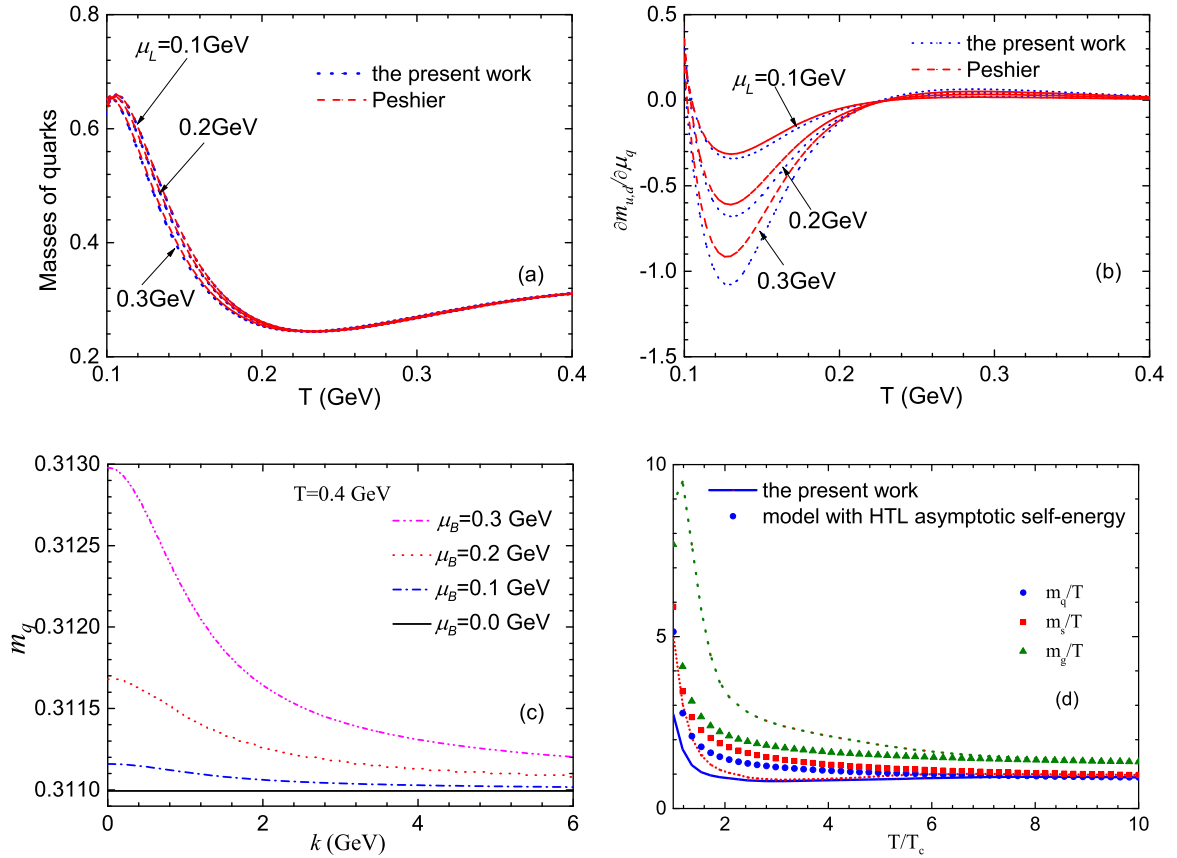 0.8
μL=0.1GeV
the present work
Peshier
0.6
0.2GeV
Masses of quarks
0.4
0.3GeV
(a)
0.2
0.1 0.2 0.3 0.4
T (GeV)
0.5
the present work
Peshier
μL=0.1GeV
0.0
∂mu,d/∂μq
-0.5
0.2GeV
-1.0
0.3GeV
(b)
-1.5
0.1 0.2 0.3 0.4
T (GeV)
0.3130
T=0.4 GeV
μB=0.3 GeV
0.3125
μB=0.2 GeV
μB=0.1 GeV
0.3120
μB=0.0 GeV
mq
0.3115
(c)
0.3110
0 2 4 6
k (GeV)
10
the present work
model with HTL asymptotic self-energy
mq/T
5
ms/T
mg/T
(d)
0
2 4 6 8 10
T/Tc